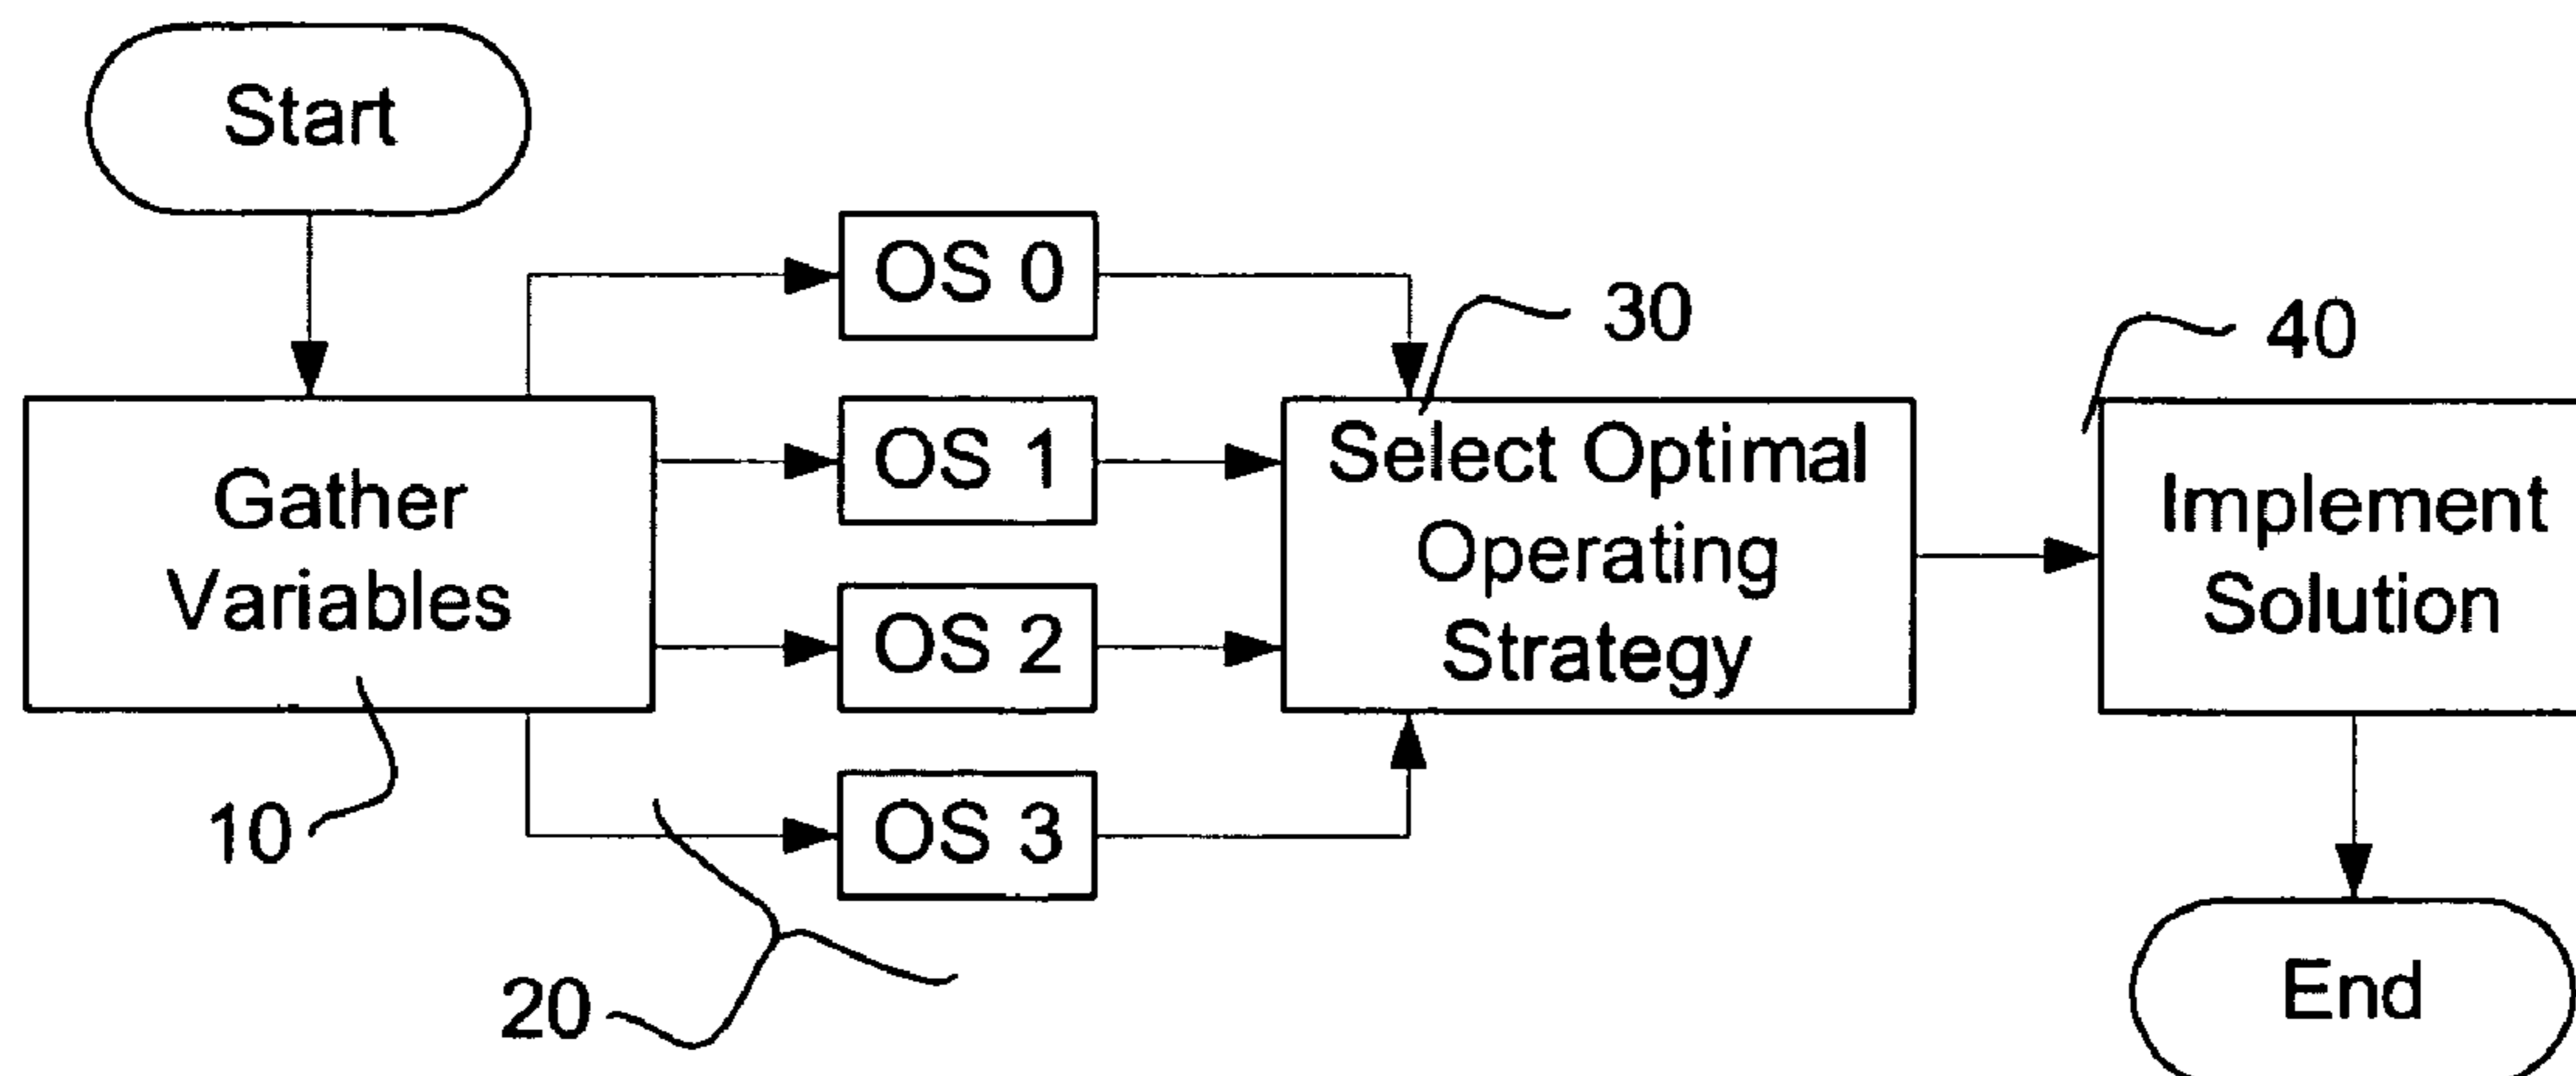 Start
OS 0
30
40
Gather
Variables
OS 1
Select Optimal
Operating
Strategy
Implement
Solution
OS 2
10
OS 3
20
End